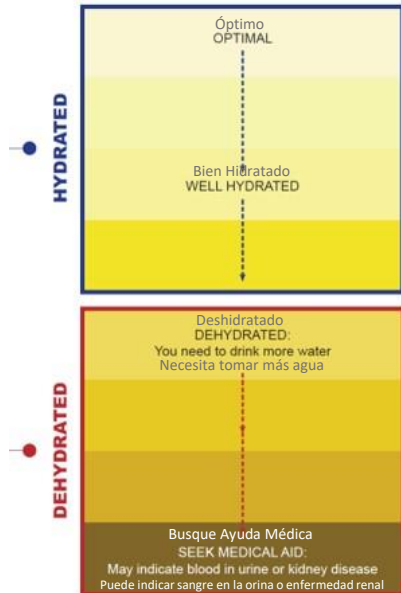 HYDRATED
Óptimo
OPTIMAL
Bien Hidratado
WELL HYDRATED
DEHYDRATED
Deshidratado
DEHYDRATED:
You need to drink more water
Necesita tomar más agua
Busque Ayuda Médica
SEEK MEDICAL AID:
May indicate blood in urine or kidney disease
Puede indicar sangre en la orina o enfermedad renal